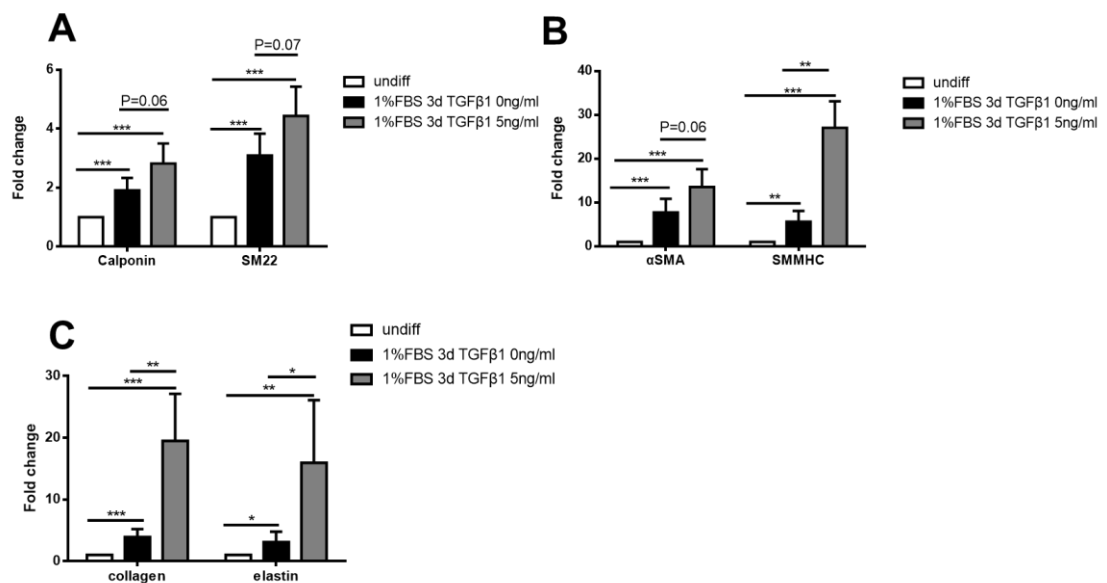 A
P=0.07
***
P=0.06
***
***
***
6
4
2
0
Fold change
Calponin
SM22
undiff
1%FBS 3d TGFβ1 0ng/ml
1%FBS 3d TGFβ1 5ng/ml
B
**
***
P=0.06
***
***
**
40
30
20
10
0
Fold change
αSMA
SMMHC
undiff
1%FBS 3d TGFβ1 0ng/ml
1%FBS 3d TGFβ1 5ng/ml
C
**
***
*
**
***
*
30
20
10
0
Fold change
collagen
elastin
undiff
1%FBS 3d TGFβ1 0ng/ml
1%FBS 3d TGFβ1 5ng/ml